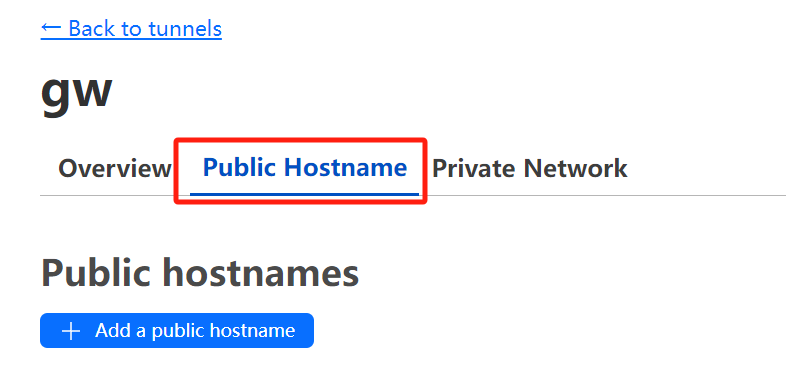 ← Back to tunnels
gw
Overview Public Hostname Private Network
Public hostnames
+ Add a public hostname